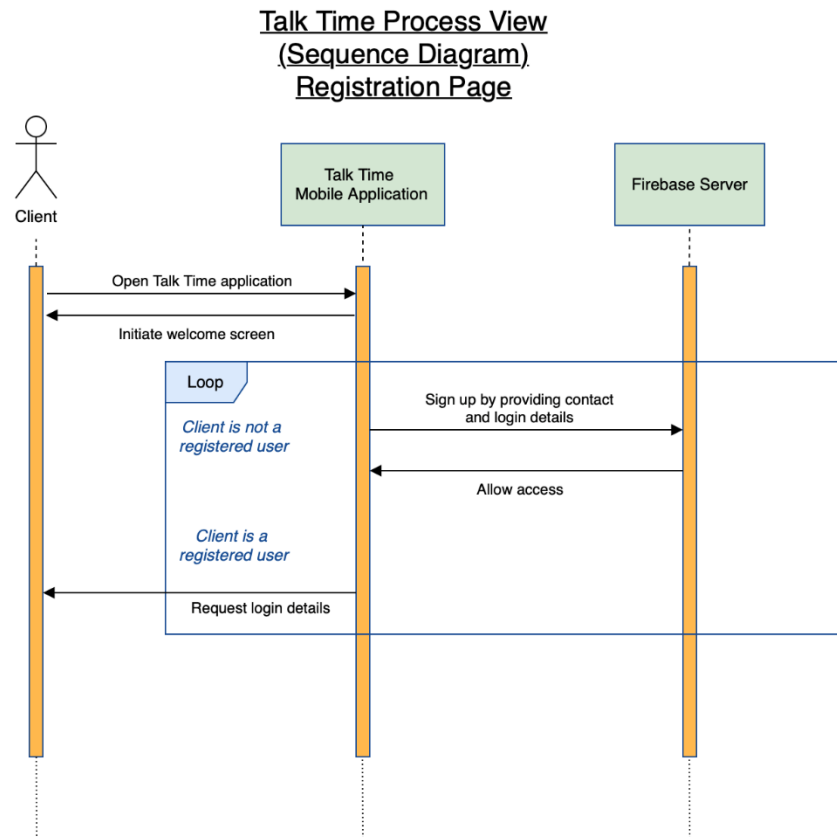 Talk Time Process View
(Sequence Diagram)
Registration Page
Client
Talk Time
Mobile Application
Firebase Server
Open Talk Time application
Initiate welcome screen
Loop
Client is not a
registered user
Sign up by providing contact
and login details
Allow access
Client is a
registered user
Request login details